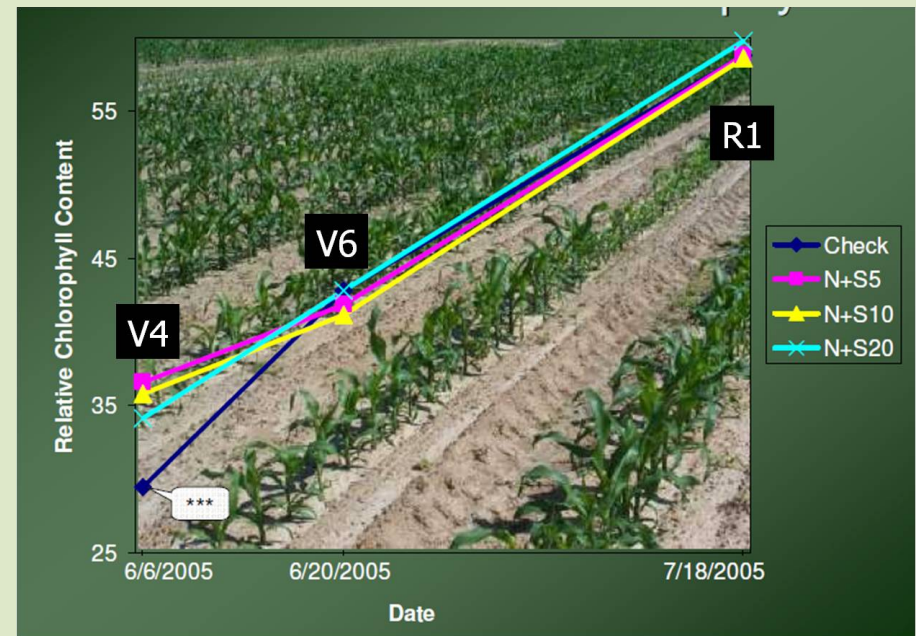 55
45
35
25
Relative Chlorophyll Content
V4
V6
R1
***
Check
N+S5
N+S10
N+S20
6/6/2005
6/20/2005
7/18/2005
Date